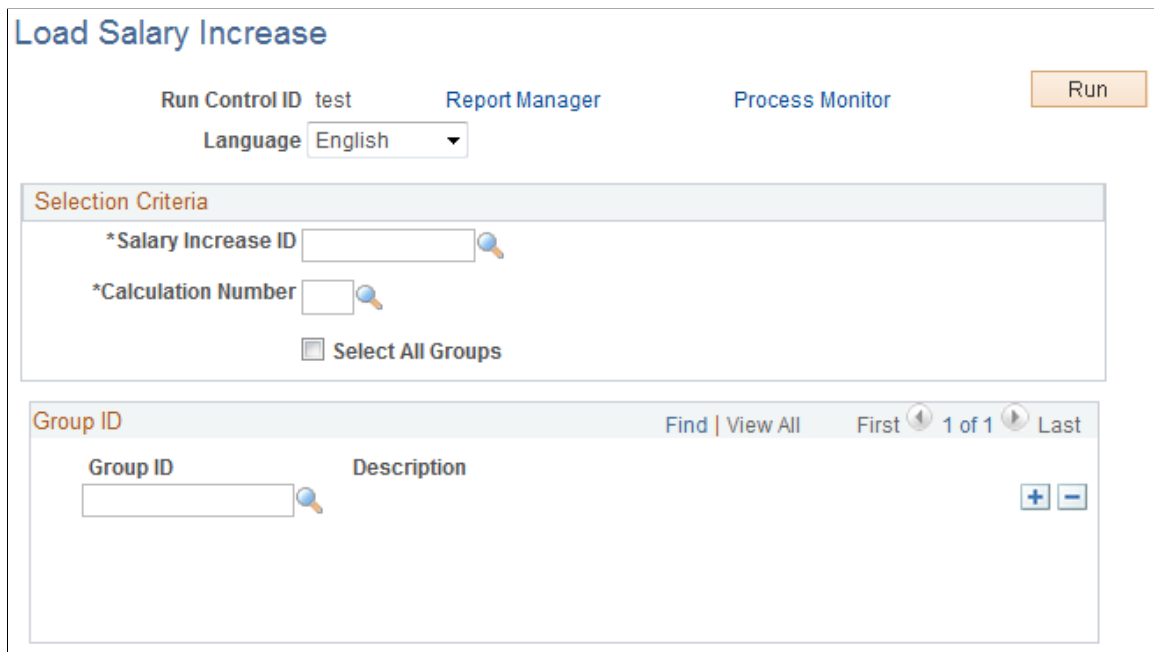 Load Salary Increase
Run Control ID test Report Manager Process Monitor Run
Language English
Selection Criteria
*Salary Increase ID
*Calculation Number
Select All Groups
Group ID Find | View All First 1 of 1 Last
Group ID Description